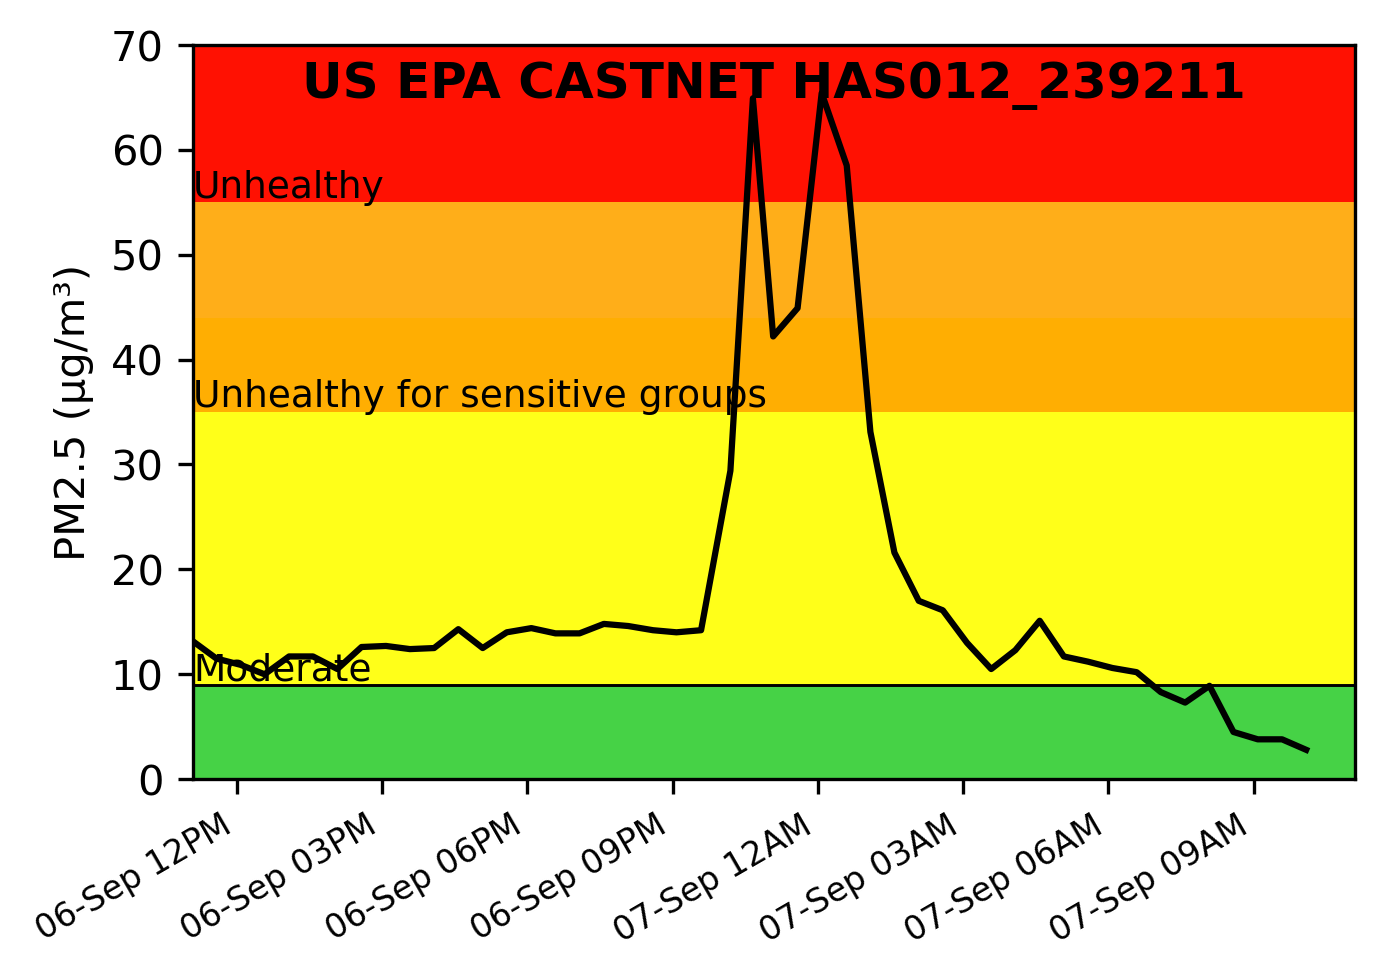 US EPA CASTNET HAS012_239211
70
60
Unhealthy
50
40
Unhealthy for sensitive groups
30
20
Moderate
10
0
PM2.5 (μg/m³)
06-Sep 12PM
06-Sep 03PM
06-Sep 06PM
06-Sep 09PM
07-Sep 12AM
07-Sep 03AM
07-Sep 06AM
07-Sep 09AM